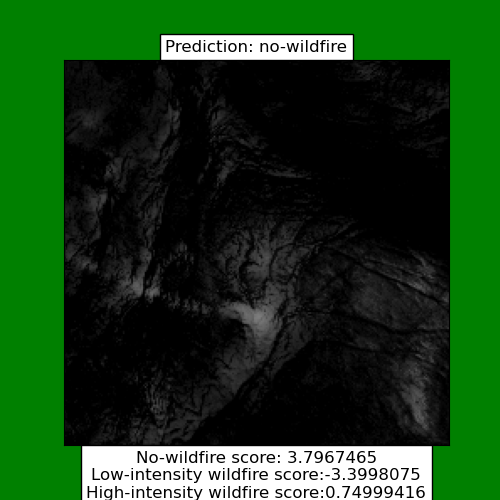 Prediction: no-wildfire
No-wildfire score: 3.7967465
Low-intensity wildfire score:-3.3998075
High-intensity wildfire score:0.74999416